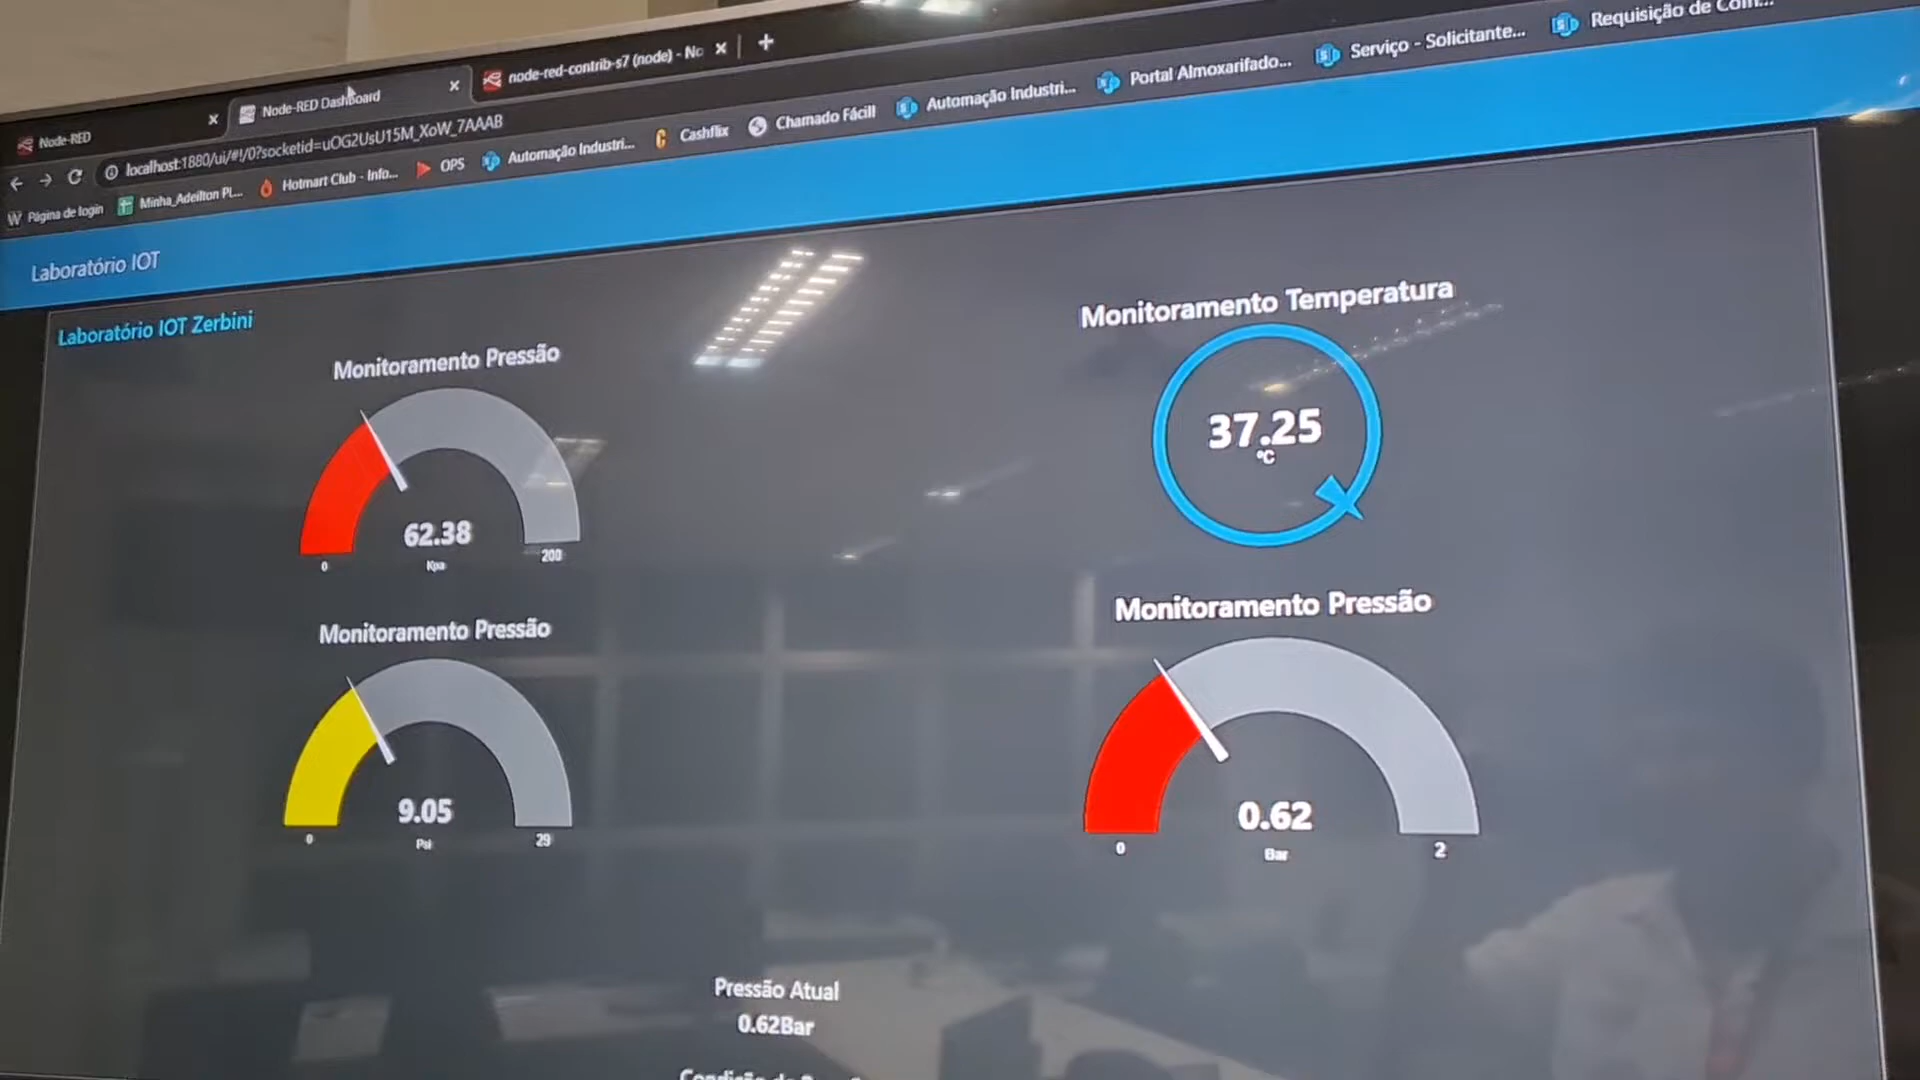 Node-RED
Node-RED Dashboard
node-red-contrib-s7 (node) - No
localhost:1880/ui/#!/0?socketid=uOG2UsU15M_XoW_7AAAB
Página de login
Minha_Adeilton PL...
Hotmart Club - Info...
OPS
Automação Industri...
Cashflix
Chamado Fácil
Automação Industri...
Portal Almoxarifado...
Serviço - Solicitante...
Requisição de Com...
Laboratório IOT
Laboratório IOT Zerbini
Monitoramento Pressão
62.38
Kpa
0
200
Monitoramento Temperatura
37.25
ºC
Monitoramento Pressão
9.05
Psi
0
29
Monitoramento Pressão
0.62
Bar
0
2
Pressão Atual
0.62Bar